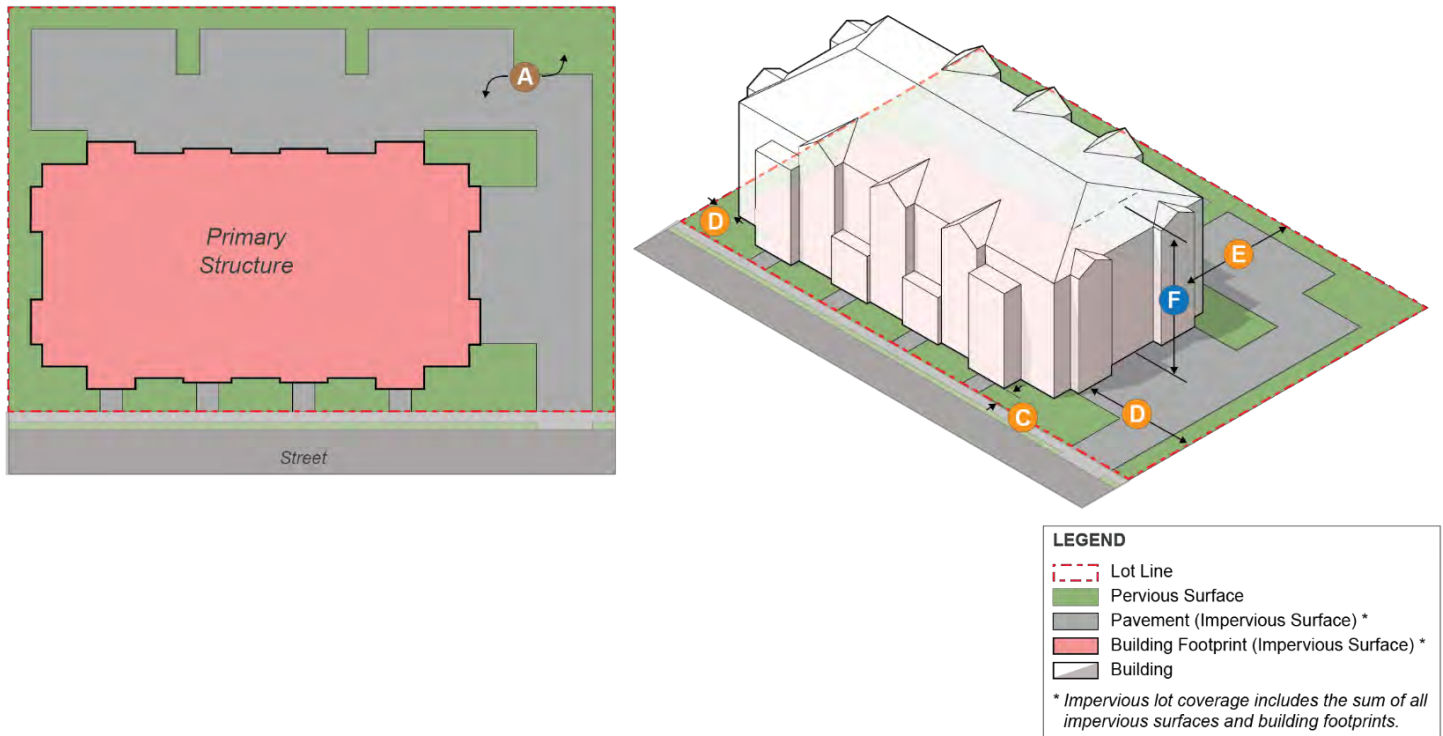 A
Primary
Structure
Street
D
E
F
C
D
LEGEND
Lot Line
Pervious Surface
Pavement (Impervious Surface) *
Building Footprint (Impervious Surface) *
Building
* Impervious lot coverage includes the sum of all
impervious surfaces and building footprints.